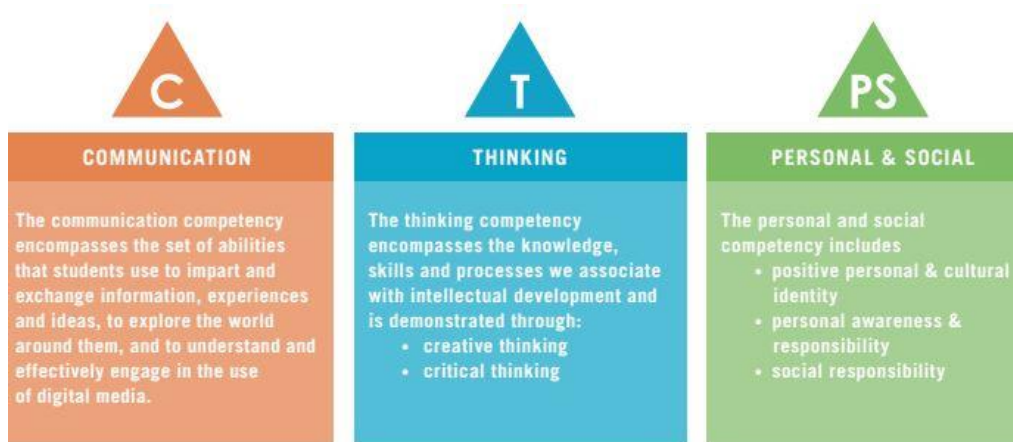 C
COMMUNICATION
The communication competency
encompasses the set of abilities
that students use to impart and
exchange information, experiences
and ideas, to explore the world
around them, and to understand and
effectively engage in the use
of digital media.
T
THINKING
The thinking competency
encompasses the knowledge,
skills and processes we associate
with intellectual development and
is demonstrated through:
• creative thinking
• critical thinking
PS
PERSONAL & SOCIAL
The personal and social
competency includes
• positive personal & cultural
identity
• personal awareness &
responsibility
• social responsibility